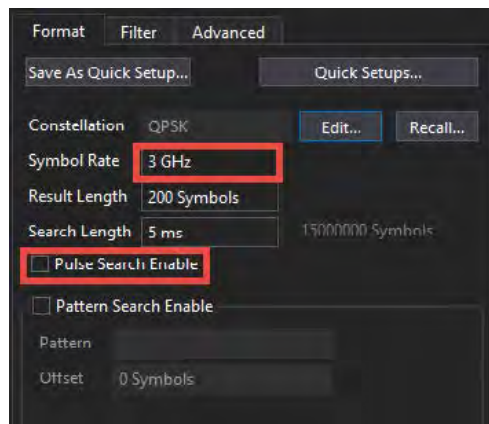 Format Filter Advanced
Save As Quick Setup... Quick Setups...
Constellation QPSK Edit... Recall...
Symbol Rate 3 GHz
Result Length 200 Symbols
Search Length 5 ms 15000000 Symbols
Pulse Search Enable
Pattern Search Enable
Pattern
Offset 0 Symbols